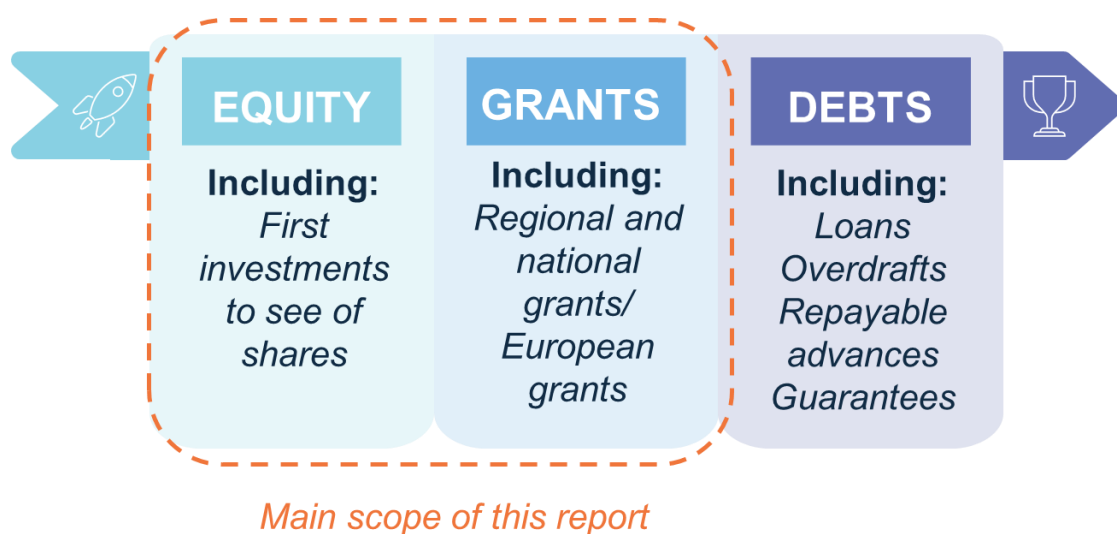 EQUITY
Including:
First
investments
to see of
shares
GRANTS
Including:
Regional and
national
grants/
European
grants
DEBTS
Including:
Loans
Overdrafts
Repayable
advances
Guarantees
Main scope of this report